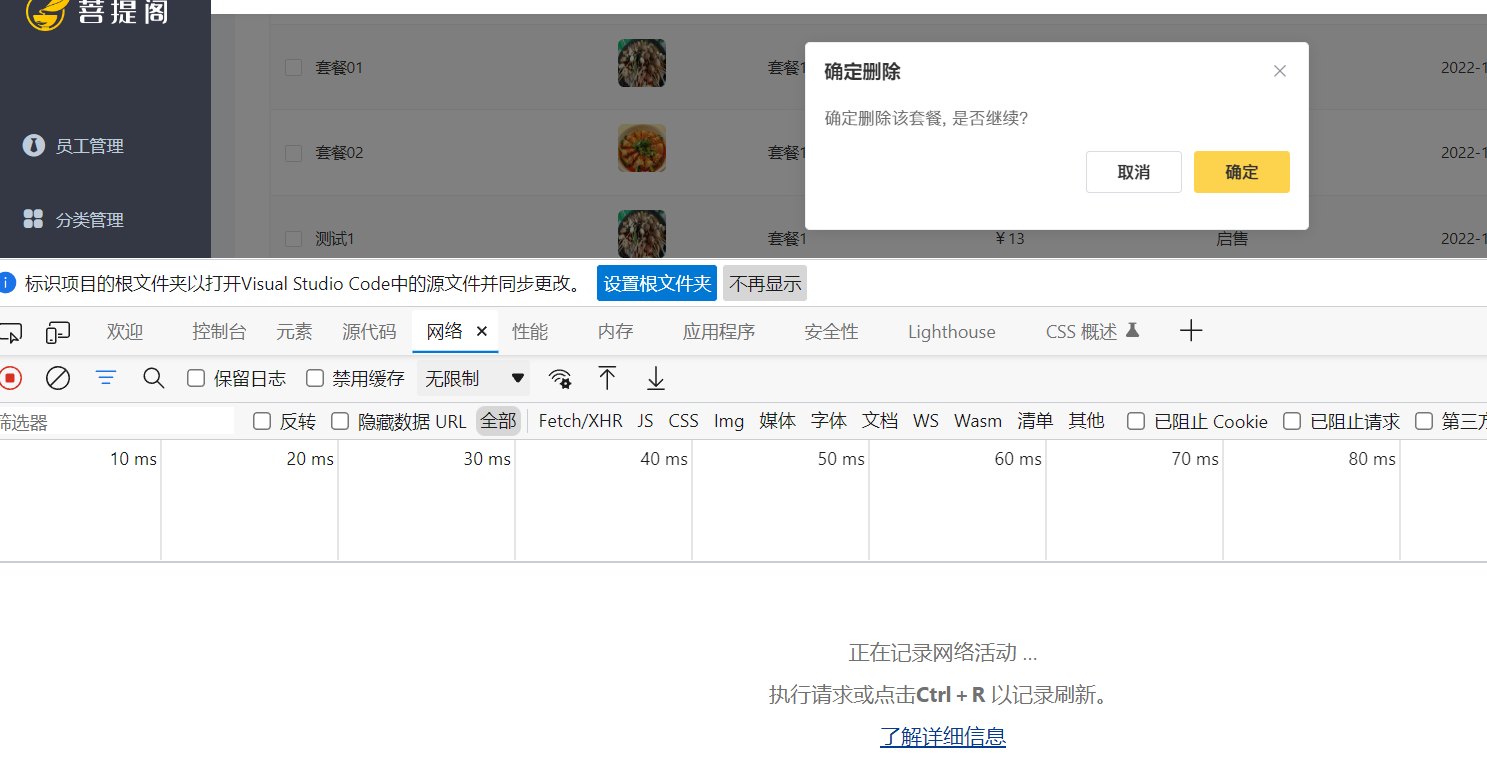 菩提阁
确定删除
套餐01
套餐1
2022-1
确定删除该套餐, 是否继续?
员工管理
套餐02
套餐1
2022-1
取消
确定
分类管理
测试1
套餐1
￥13
启售
2022-1
标识项目的根文件夹以打开Visual Studio Code中的源文件并同步更改。 设置根文件夹 不再显示
欢迎 控制台 元素 源代码 网络 × 性能 内存 应用程序 安全性 Lighthouse CSS 概述
保留日志 禁用缓存 无限制
筛选器 反转 隐藏数据 URL 全部 Fetch/XHR JS CSS Img 媒体 字体 文档 WS Wasm 清单 其他 已阻止 Cookie 已阻止请求 第三方
10 ms 20 ms 30 ms 40 ms 50 ms 60 ms 70 ms 80 ms
正在记录网络活动 ...
执行请求或点击Ctrl + R 以记录刷新。
了解详细信息